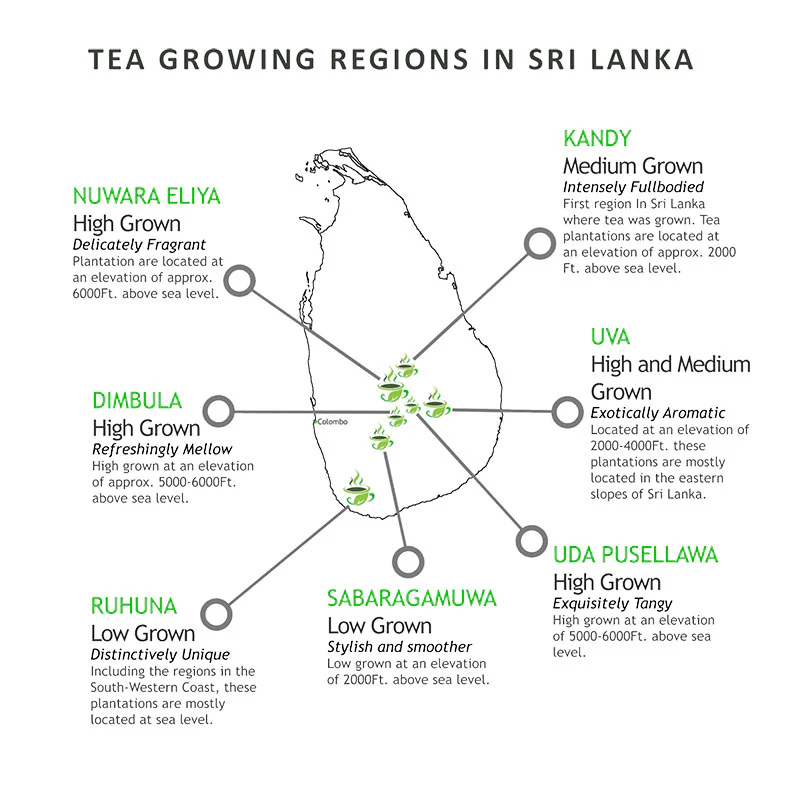 TEA GROWING REGIONS IN SRI LANKA
KANDY
Medium Grown
Intensely Fullbodied
First region In Sri Lanka
where tea was grown. Tea
plantations are located at
an elevation of approx. 2000
Ft. above sea level.
NUWARA ELIYA
High Grown
Delicately Fragrant
Plantation are located at
an elevation of approx.
6000Ft. above sea level.
UVA
High and Medium
Grown
Exotically Aromatic
Located at an elevation of
2000-4000Ft. these
plantations are mostly
located in the eastern
slopes of Sri Lanka.
DIMBULA
High Grown
Refreshingly Mellow
High grown at an elevation
of approx. 5000-6000Ft.
above sea level.
Colombo
UDA PUSELLAWA
High Grown
Exquisitely Tangy
High grown at an elevation
of 5000-6000Ft. above sea
level.
SABARAGAMUWA
Low Grown
Stylish and smoother
Low grown at an elevation
of 2000Ft. above sea level.
RUHUNA
Low Grown
Distinctively Unique
Including the regions in the
South-Western Coast, these
plantations are mostly
located at sea level.